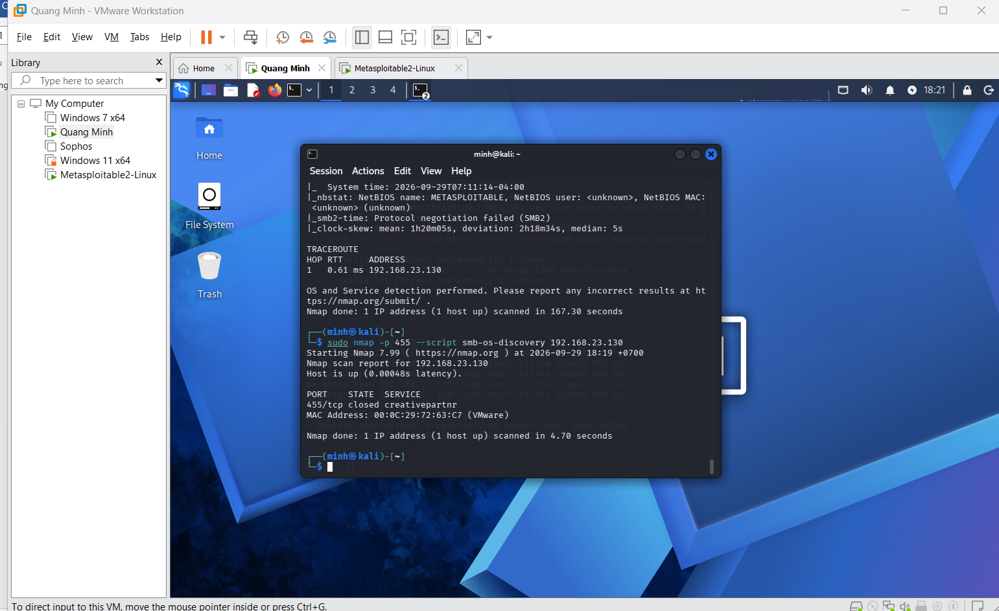 Quang Minh - VMware Workstation
File Edit View VM Tabs Help
Library
Type here to search
My Computer
Windows 7 x64
Quang Minh
Sophos
Windows 11 x64
Metasploitable2-Linux
Home
Quang Minh
Metasploitable2-Linux
1 2 3 4
2
18:21
Home
File System
Trash
minh@kali: ~
Session Actions Edit View Help
|_  System time: 2026-09-29T07:11:14-04:00
|_nbstat: NetBIOS name: METASPLOITABLE, NetBIOS user: <unknown>, NetBIOS MAC:
<unknown> (unknown)
|_smb2-time: Protocol negotiation failed (SMB2)
|_clock-skew: mean: 1h20m05s, deviation: 2h18m34s, median: 5s
TRACEROUTE
HOP RTT     ADDRESS
1   0.61 ms 192.168.23.130
OS and Service detection performed. Please report any incorrect results at ht
tps://nmap.org/submit/ .
Nmap done: 1 IP address (1 host up) scanned in 167.30 seconds
┌──(minh㉿kali)-[~]
└─$ sudo nmap -p 455 --script smb-os-discovery 192.168.23.130
Starting Nmap 7.99 ( https://nmap.org ) at 2026-09-29 18:19 +0700
Nmap scan report for 192.168.23.130
Host is up (0.00048s latency).
PORT    STATE  SERVICE
455/tcp closed creativepartnr
MAC Address: 00:0C:29:72:63:C7 (VMware)
Nmap done: 1 IP address (1 host up) scanned in 4.70 seconds
┌──(minh㉿kali)-[~]
└─$
To direct input to this VM, move the mouse pointer inside or press Ctrl+G.